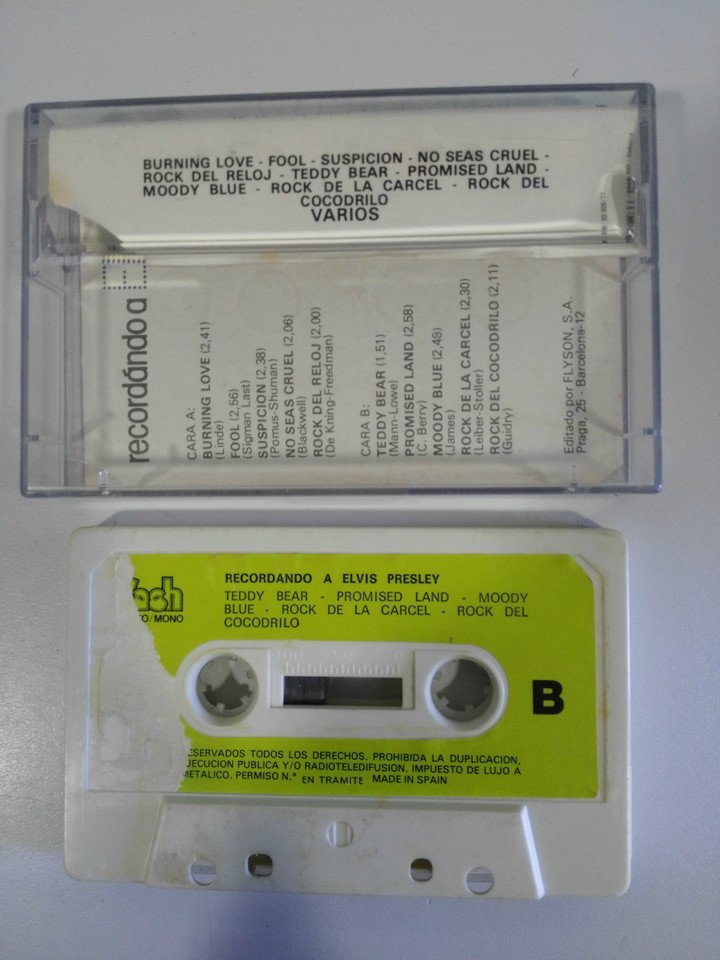 BURNING LOVE - FOOL - SUSPICION - NO SEAS CRUEL -
ROCK DEL RELOJ - TEDDY BEAR - PROMISED LAND -
MOODY BLUE - ROCK DE LA CARCEL - ROCK DEL
COCODRILO
VARIOS
recordándo a
CARA A:
BURNING LOVE (2,41)
(Linde)
FOOL (2,56)
(Sigman Last)
SUSPICION (2,38)
(Pomus-Shuman)
NO SEAS CRUEL (2,06)
(Blackwell)
ROCK DEL RELOJ (2,00)
(De Kning-Freedman)
CARA B:
TEDDY BEAR (1,51)
(Mann-Lowe)
PROMISED LAND (2,58)
(C. Berry)
MOODY BLUE (2,49)
(James)
ROCK DE LA CARCEL (2,30)
(Leiber-Stoller)
ROCK DEL COCODRILO (2,11)
(Guidry)
Editado por FLYSON, S.A.
Praga, 25 - Barcelona-12
RECORDANDO A ELVIS PRESLEY
TEDDY BEAR - PROMISED LAND - MOODY
BLUE - ROCK DE LA CARCEL - ROCK DEL
COCODRILO
O/MONO
100 50 0
B
ESERVADOS TODOS LOS DERECHOS. PROHIBIDA LA DUPLICACION,
JECUCION PUBLICA Y/O RADIOTELEDIFUSION. IMPUESTO DE LUJO A
METALICO. PERMISO N.° EN TRAMITE MADE IN SPAIN